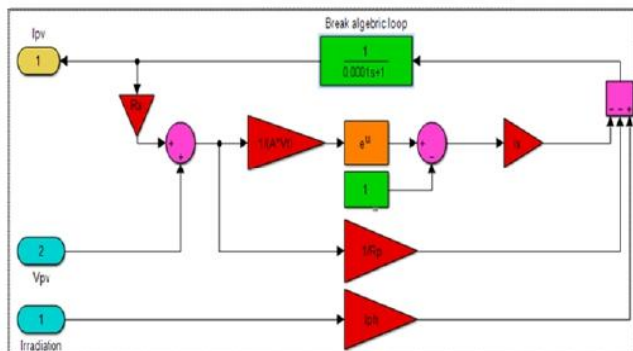 Break algebric loop
Ipv
1
1
0.0001s+1
Rs
- - +
+
+
1/(A*Vt)
e^u
+
-
Is
1
2
Vpv
1/Rp
1
Irradiation
Iph